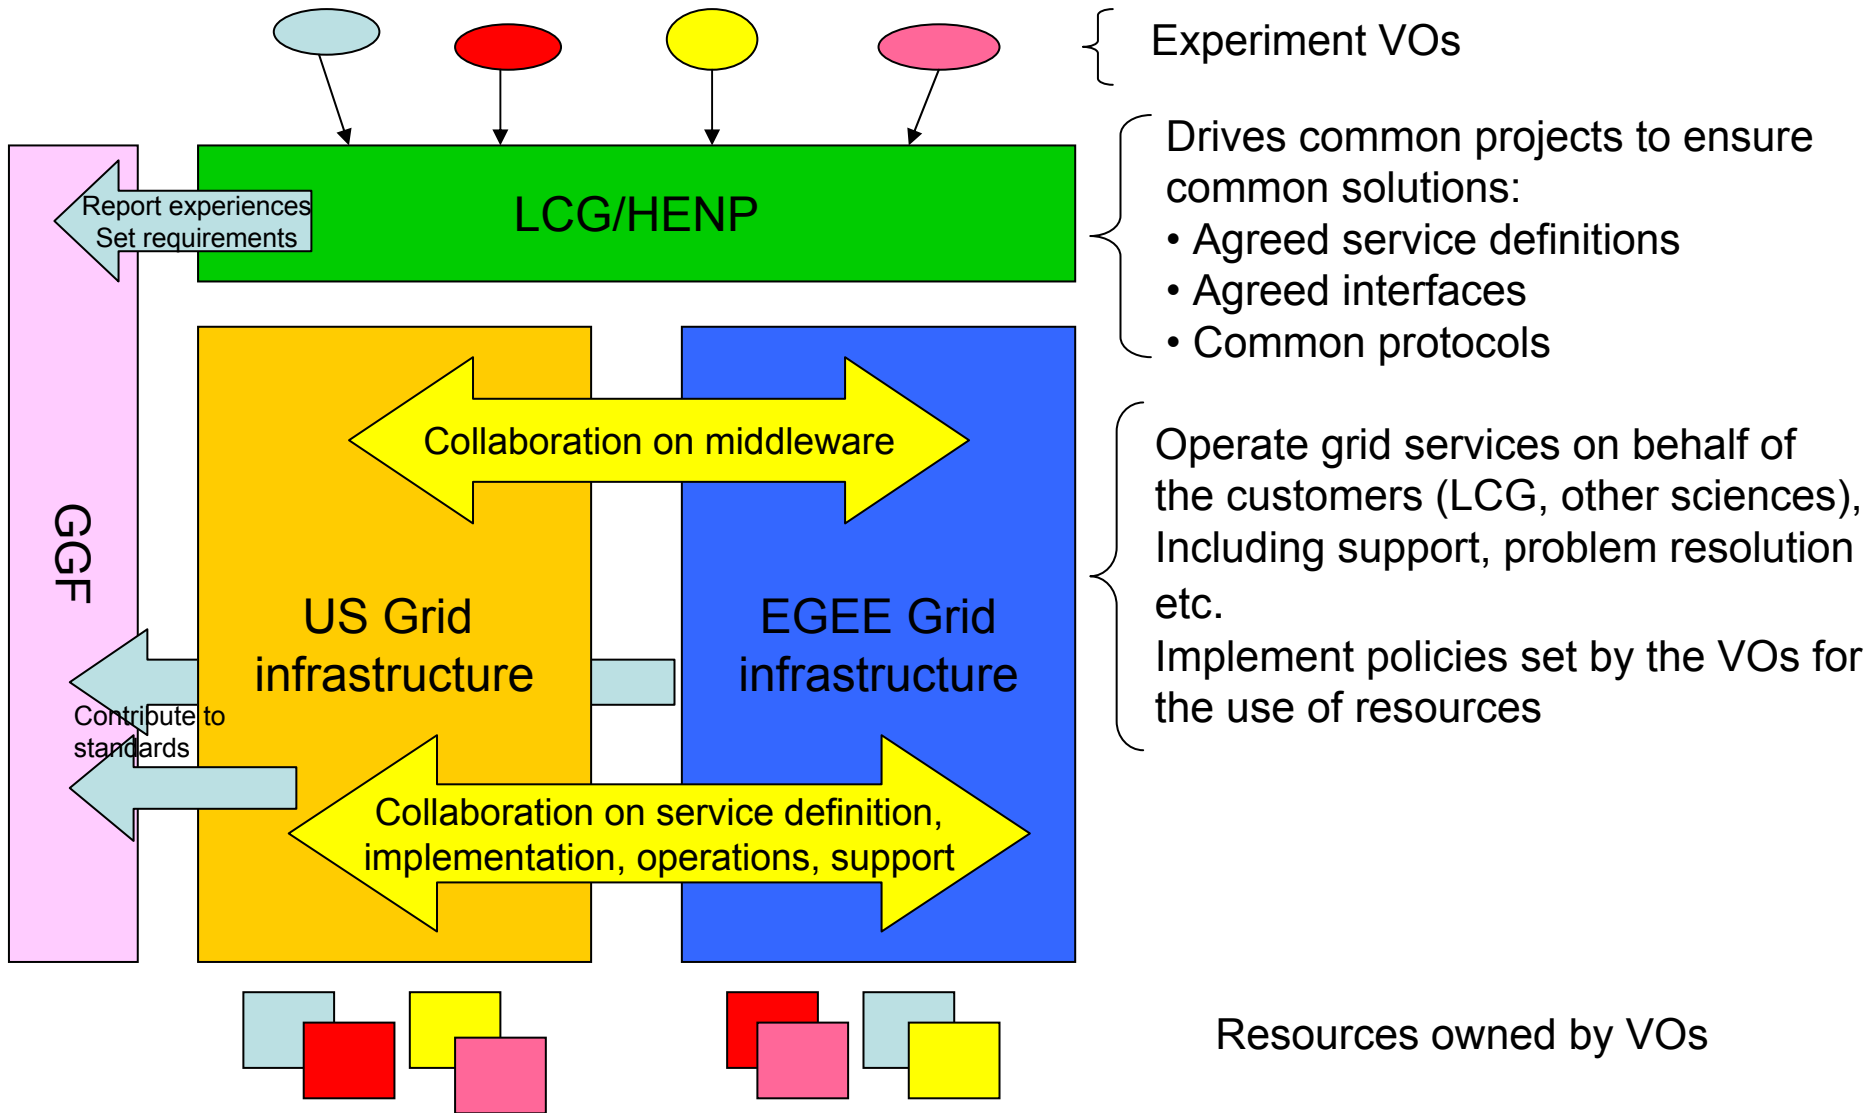 Experiment VOs
Drives common projects to ensure
common solutions:
• Agreed service definitions
• Agreed interfaces
• Common protocols
Report experiences
Set requirements
LCG/HENP
Collaboration on middleware
Operate grid services on behalf of
the customers (LCG, other sciences),
Including support, problem resolution
etc.
Implement policies set by the VOs for
the use of resources
GGF
US Grid
infrastructure
EGEE Grid
infrastructure
Contribute to
standards
Collaboration on service definition,
implementation, operations, support
Resources owned by VOs